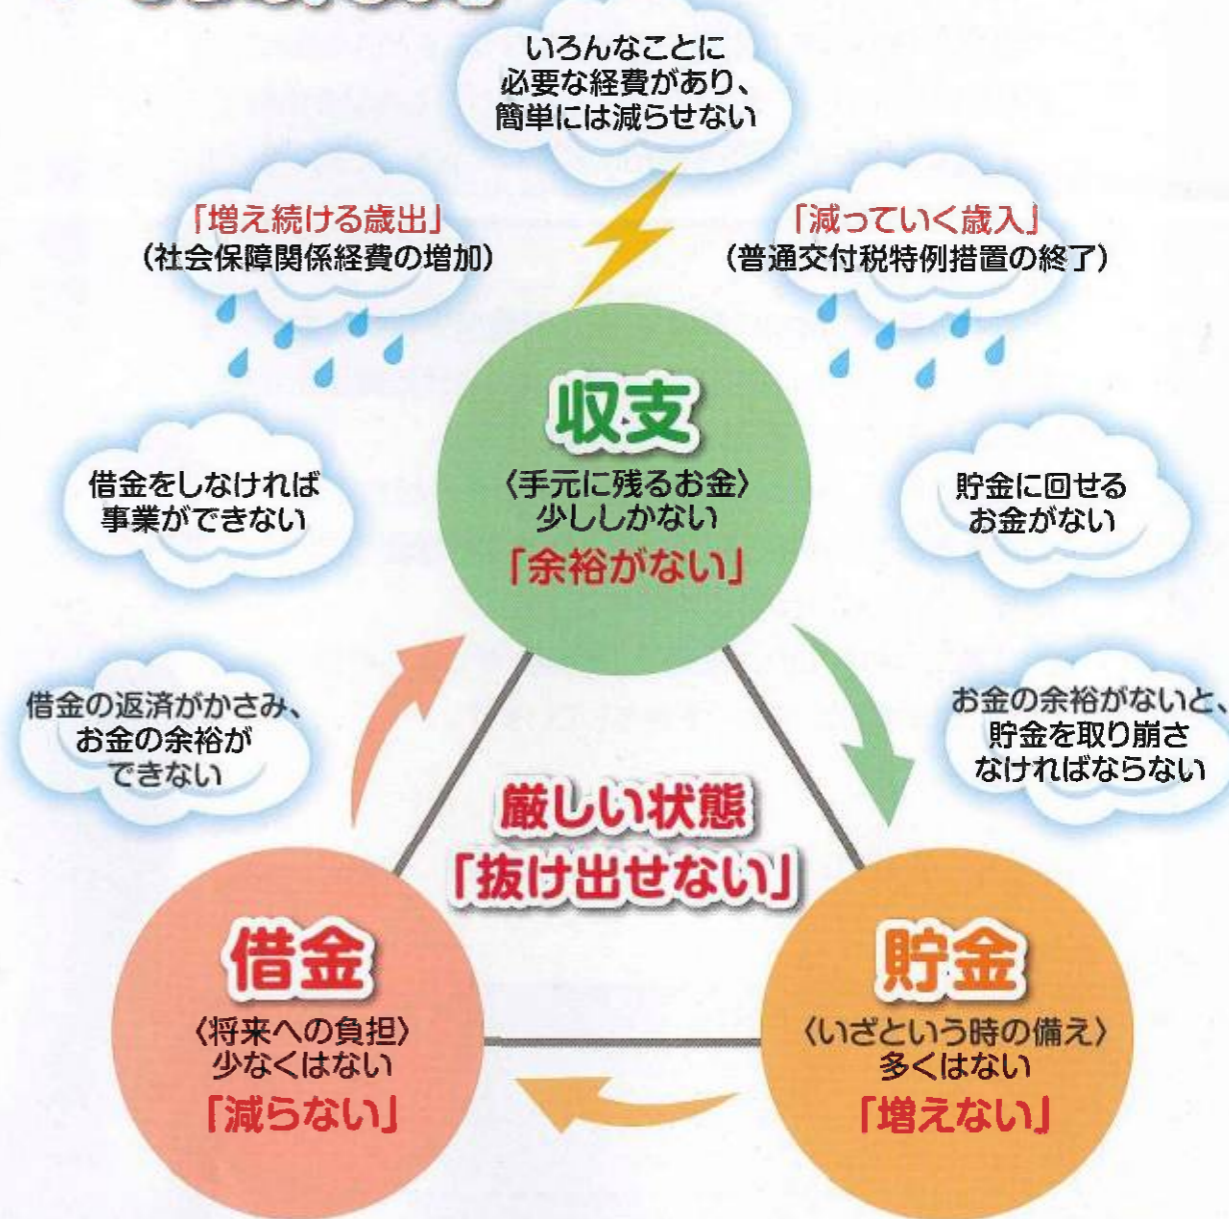 いろんなことに
必要な経費があり、
簡単には減らせない
「増え続ける歳出」
（社会保障関係経費の増加）
「減っていく歳入」
（普通交付税特例措置の終了）
収支
〈手元に残るお金〉
少ししかない
「余裕がない」
借金をしなければ
事業ができない
貯金に回せる
お金がない
借金の返済がかさみ、
お金の余裕が
できない
お金の余裕がないと、
貯金を取り崩さ
なければならない
厳しい状態
「抜け出せない」
借金
〈将来への負担〉
少なくはない
「減らない」
貯金
〈いざという時の備え〉
多くはない
「増えない」